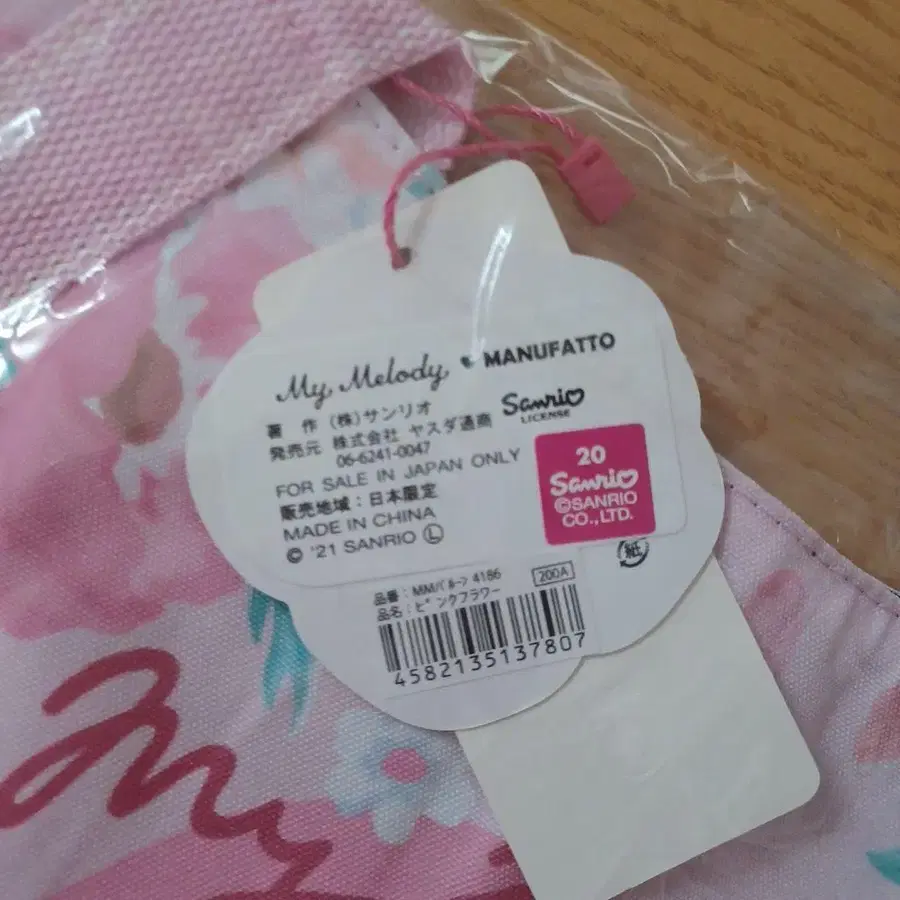 My Melody ♥ MANUFATTO
著 作 (株)サンリオ
発売元 株式会社 ヤスダ通商
06-6241-0047
Sanrio
LICENSE
FOR SALE IN JAPAN ONLY
販売地域：日本限定
MADE IN CHINA
© '21 SANRIO Ⓛ
20
Sanrio
©SANRIO
CO.,LTD.
紙
品番：MMバルーン 4186
200A
品名：ピンクフラワー
4582135137807
My